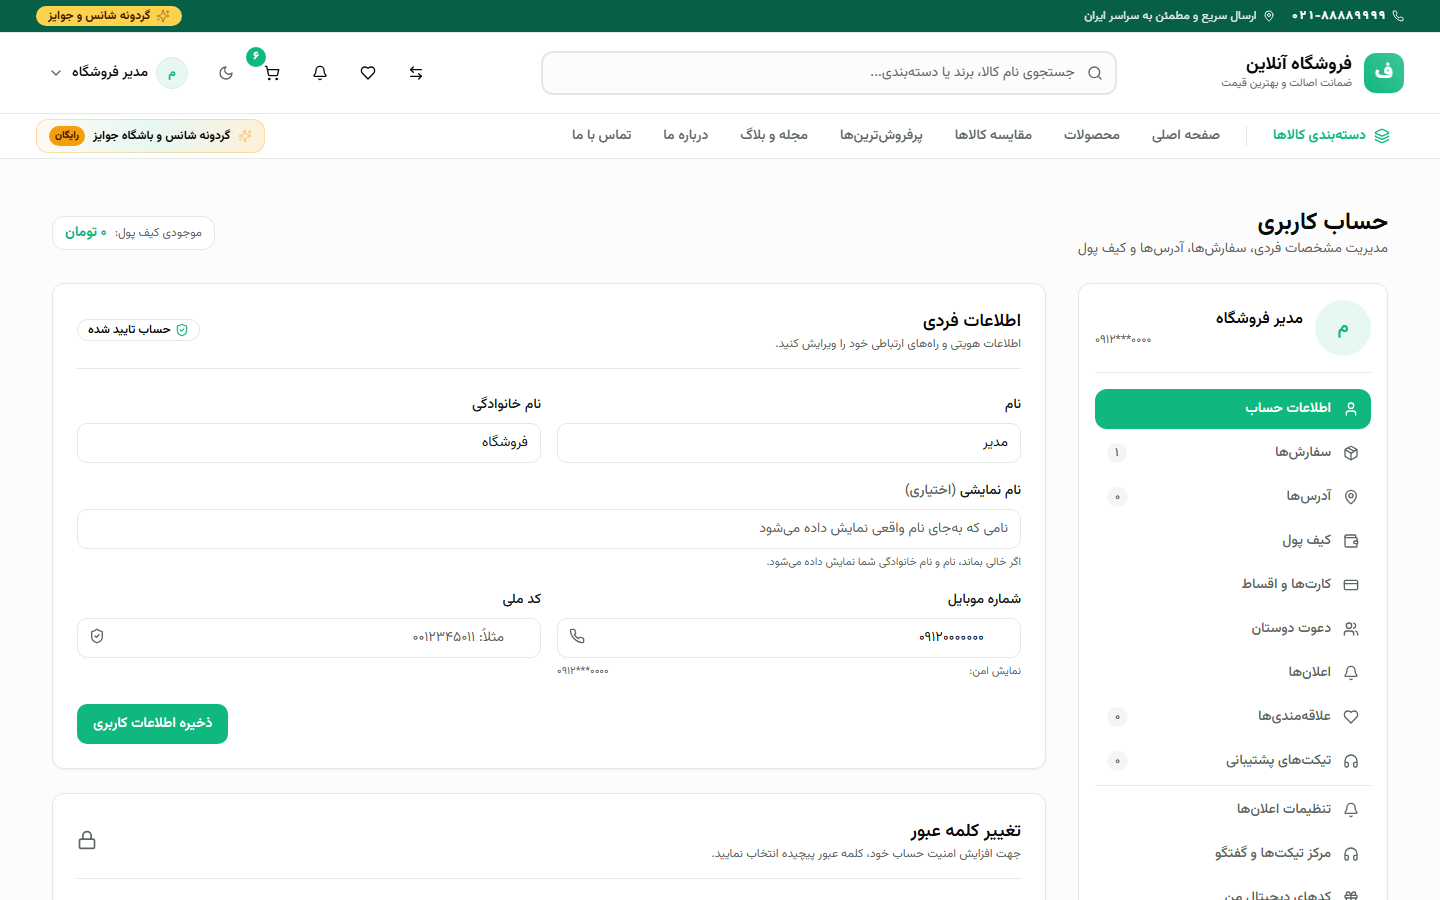 ۰۲۱-۸۸۸۸۹۹۹۹
ارسال سریع و مطمئن به سراسر ایران
گردونه شانس و جوایز
ف
فروشگاه آنلاین
ضمانت اصالت و بهترین قیمت
جستجوی نام کالا، برند یا دسته‌بندی...
۶
م
مدیر فروشگاه
دسته‌بندی کالاها
صفحه اصلی
محصولات
مقایسه کالاها
پرفروش‌ترین‌ها
مجله و بلاگ
درباره ما
تماس با ما
گردونه شانس و باشگاه جوایز
رایگان
حساب کاربری
مدیریت مشخصات فردی، سفارش‌ها، آدرس‌ها و کیف پول
موجودی کیف پول: ۰ تومان
م
مدیر فروشگاه
۰۹۱۲***۰۰۰۰
اطلاعات حساب
سفارش‌ها ۱
آدرس‌ها ۰
کیف پول
کارت‌ها و اقساط
دعوت دوستان
اعلان‌ها
علاقه‌مندی‌ها ۰
تیکت‌های پشتیبانی ۰
تنظیمات اعلان‌ها
مرکز تیکت‌ها و گفتگو
کدهای دیجیتال من
اطلاعات فردی
اطلاعات هویتی و راه‌های ارتباطی خود را ویرایش کنید.
حساب تایید شده
نام
مدیر
نام خانوادگی
فروشگاه
نام نمایشی (اختیاری)
نامی که به‌جای نام واقعی نمایش داده می‌شود
اگر خالی بماند، نام و نام خانوادگی شما نمایش داده می‌شود.
شماره موبایل
۰۹۱۲۰۰۰۰۰۰۰
نمایش امن: ۰۹۱۲***۰۰۰۰
کد ملی
مثلاً: ۰۰۱۲۳۴۵۰۱۱
ذخیره اطلاعات کاربری
تغییر کلمه عبور
جهت افزایش امنیت حساب خود، کلمه عبور پیچیده انتخاب نمایید.